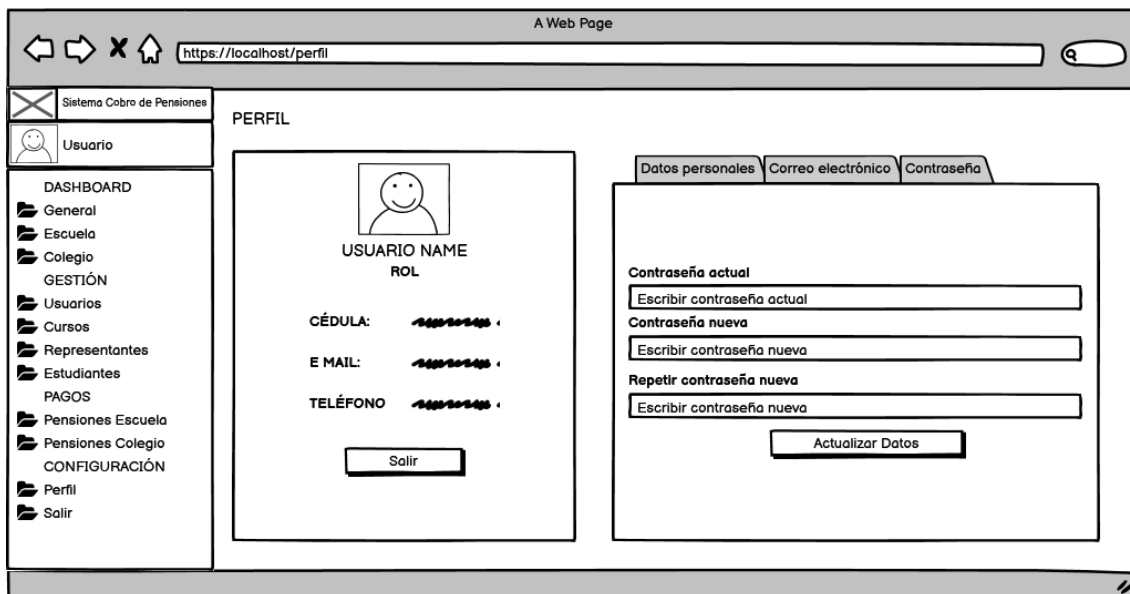 A Web Page
https://localhost/perfil
Sistema Cobro de Pensiones
Usuario
DASHBOARD
General
Escuela
Colegio
GESTIÓN
Usuarios
Cursos
Representantes
Estudiantes
PAGOS
Pensiones Escuela
Pensiones Colegio
CONFIGURACIÓN
Perfil
Salir
PERFIL
USUARIO NAME
ROL
CÉDULA:
E MAIL:
TELÉFONO
Salir
Datos personales
Correo electrónico
Contraseña
Contraseña actual
Escribir contraseña actual
Contraseña nueva
Escribir contraseña nueva
Repetir contraseña nueva
Escribir contraseña nueva
Actualizar Datos